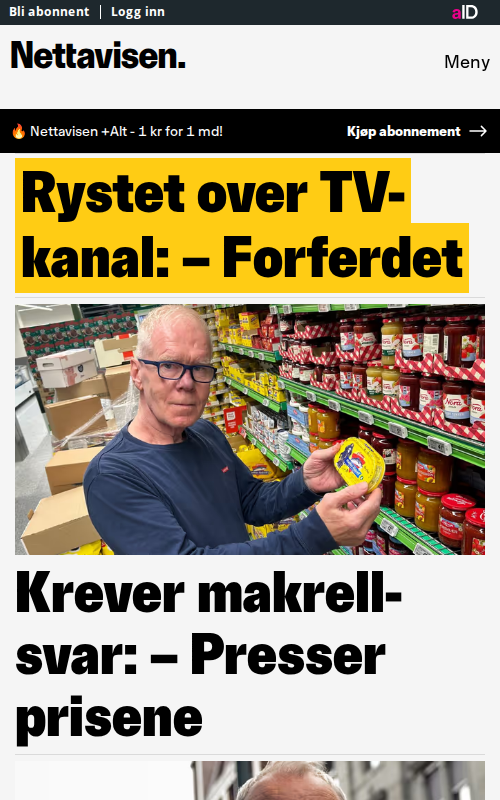 Bli abonnent | Logg inn
aID
Nettavisen.
Meny
🔥 Nettavisen +Alt - 1 kr for 1 md!
Kjøp abonnement →
Rystet over TV-
kanal: – Forferdet
Krever makrell-
svar: – Presser
prisene